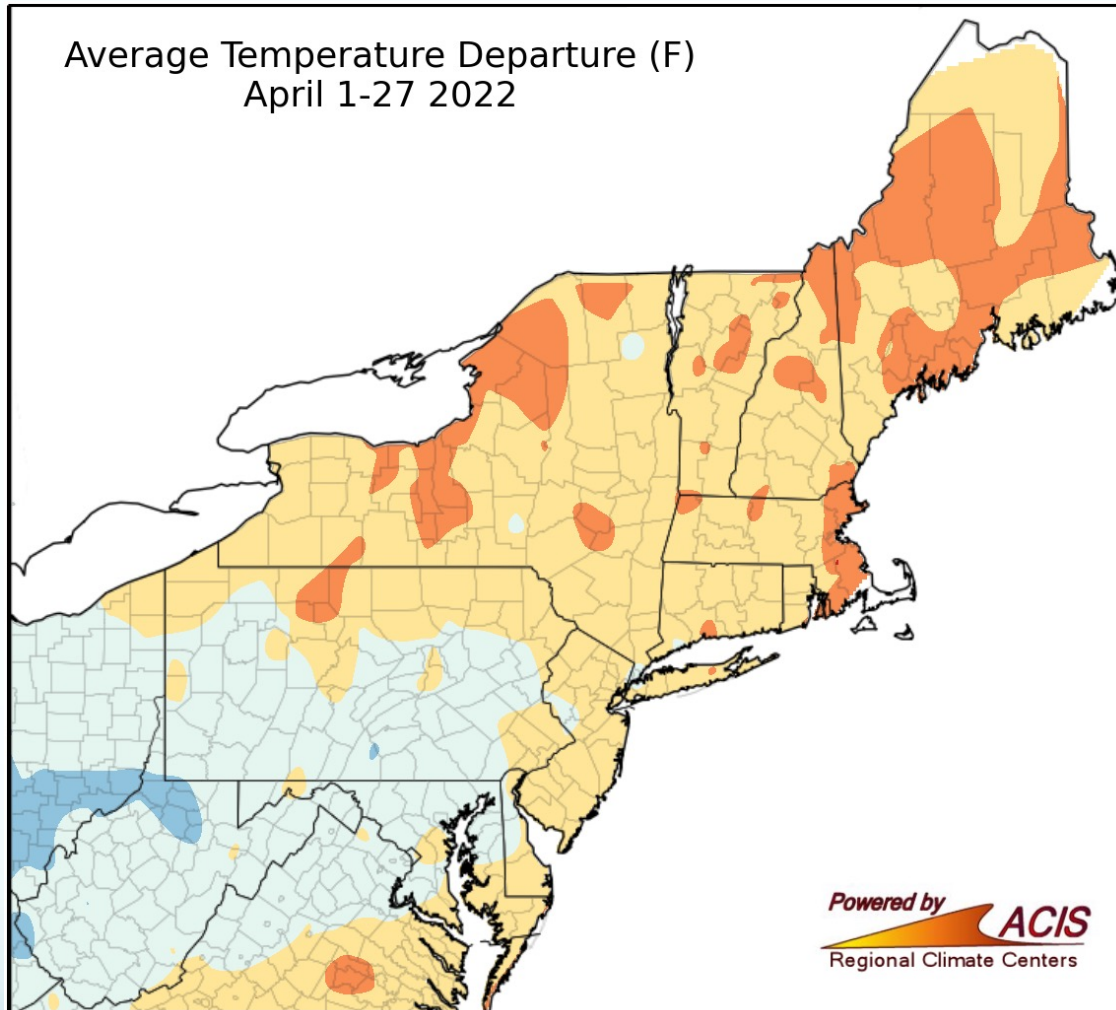 Average Temperature Departure (F)
April 1-27 2022
Powered by
ACIS
Regional Climate Centers